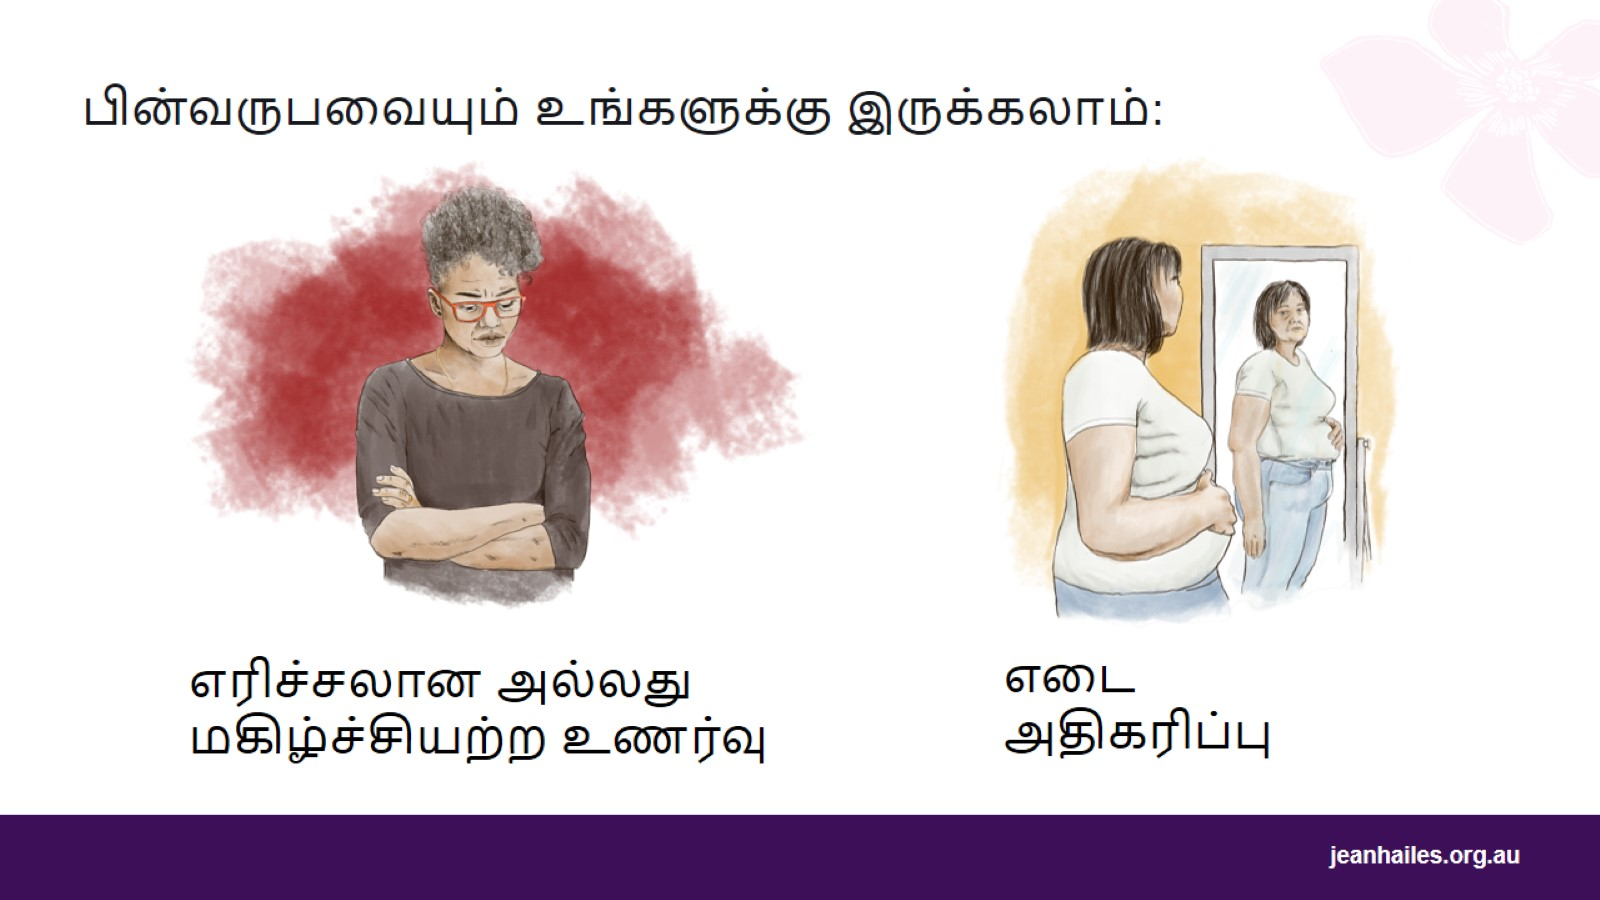 பின்வருபவையும் உங்களுக்கு இருக்கலாம்:
எரிச்சலான அல்லது
மகிழ்ச்சியற்ற உணர்வு
எடை
அதிகரிப்பு
jeanhailes.org.au